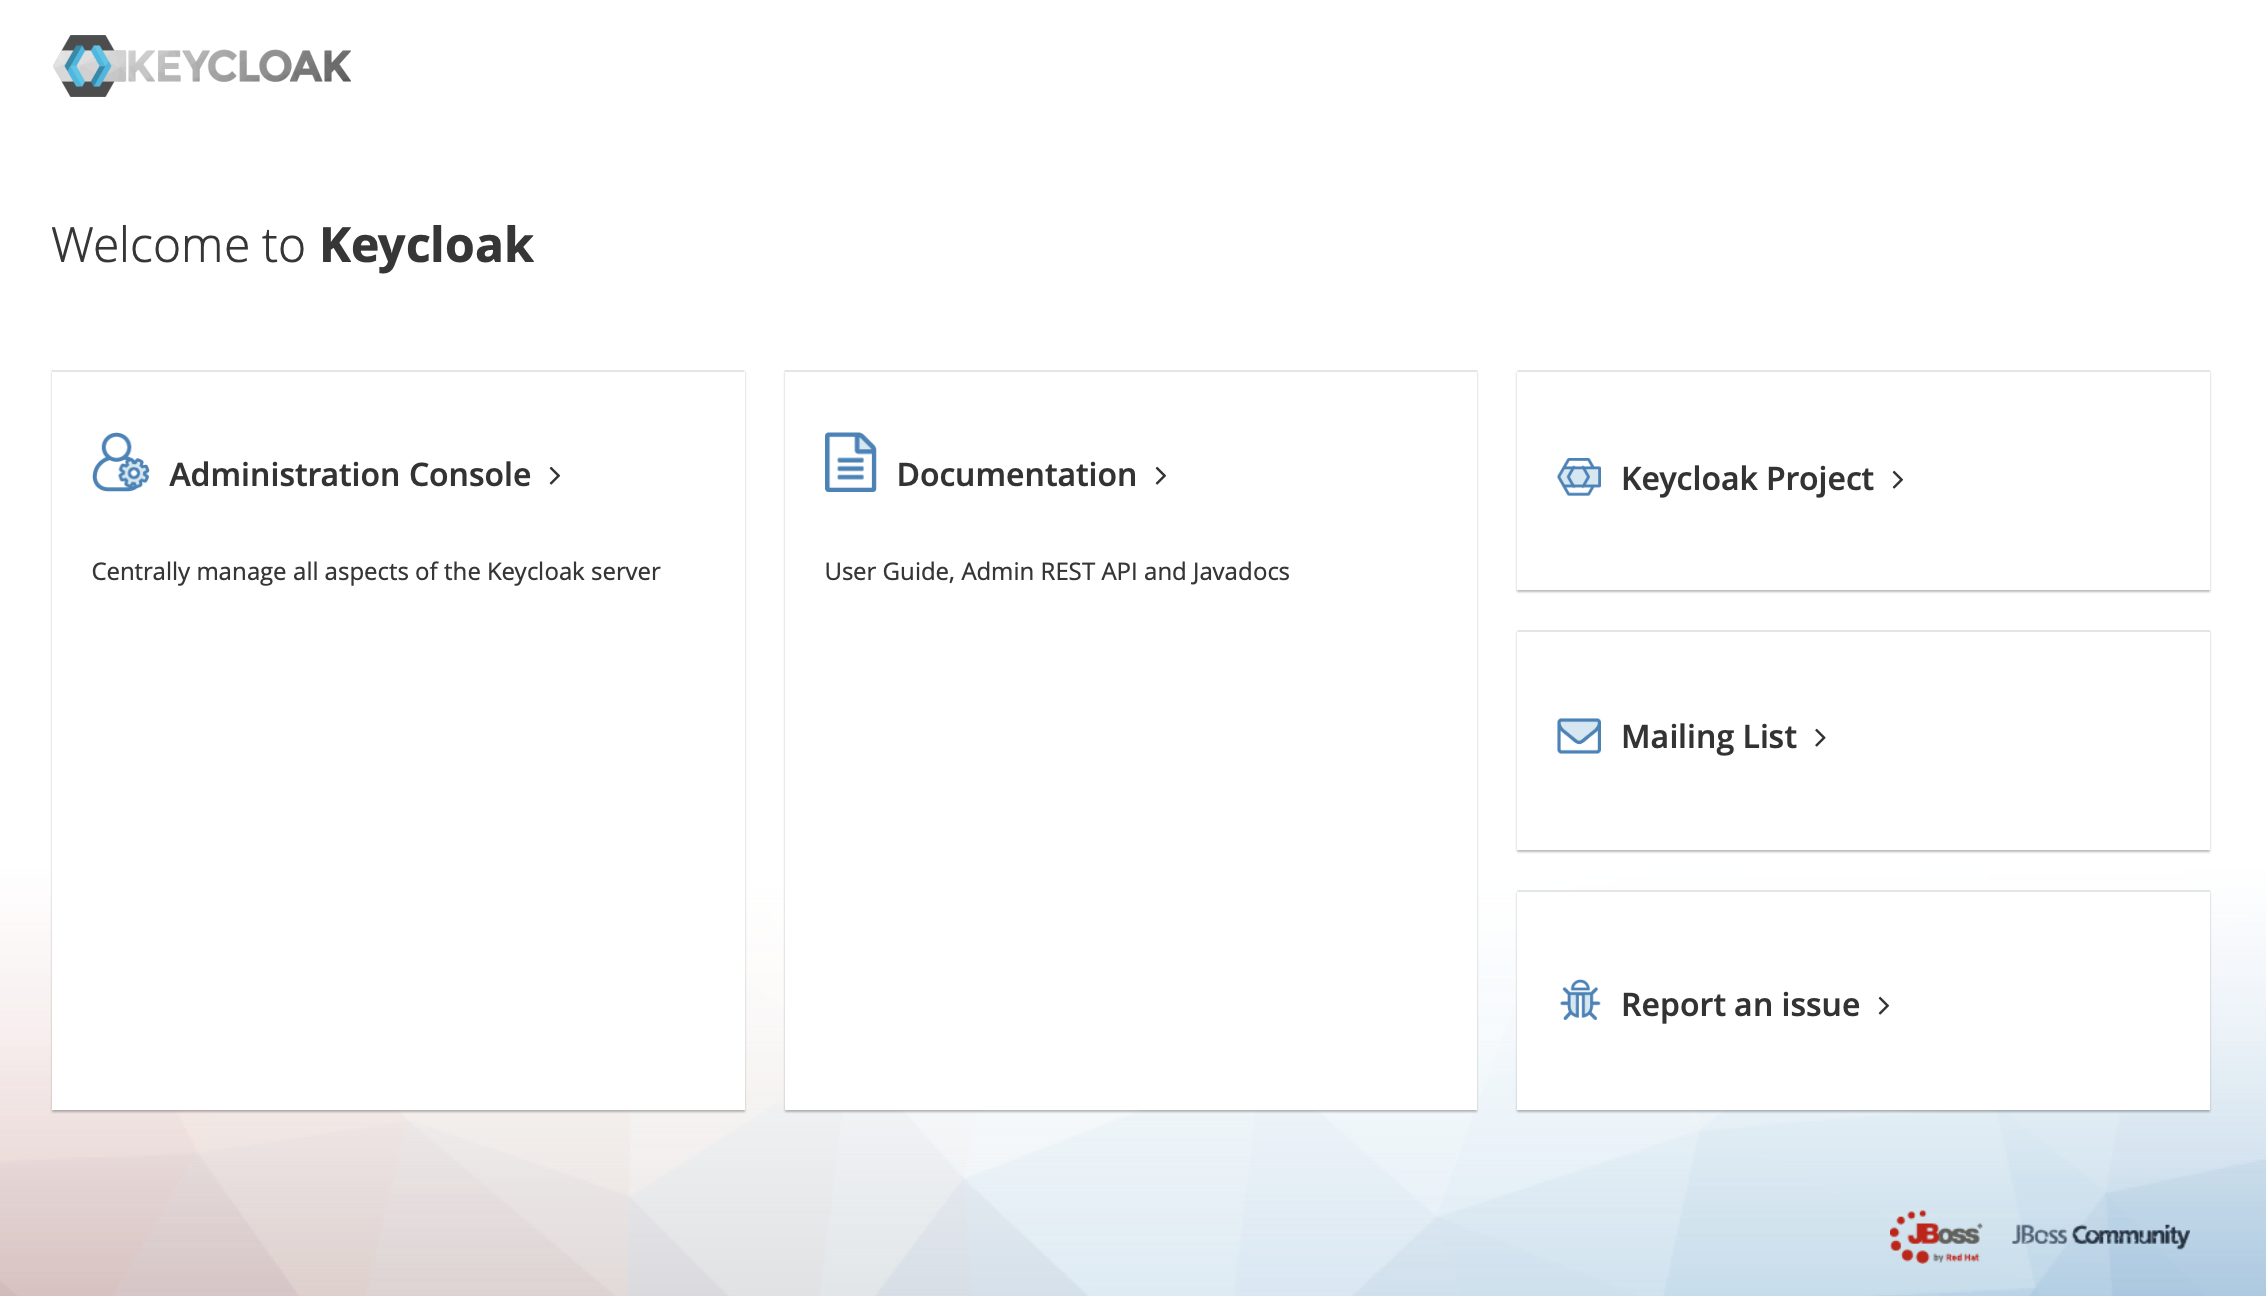 KEYCLOAK
Welcome to Keycloak
Administration Console
Centrally manage all aspects of the Keycloak server
Documentation
User Guide, Admin REST API and Javadocs
Keycloak Project
Mailing List
Report an issue
JBoss
by Red Hat
JBoss Community